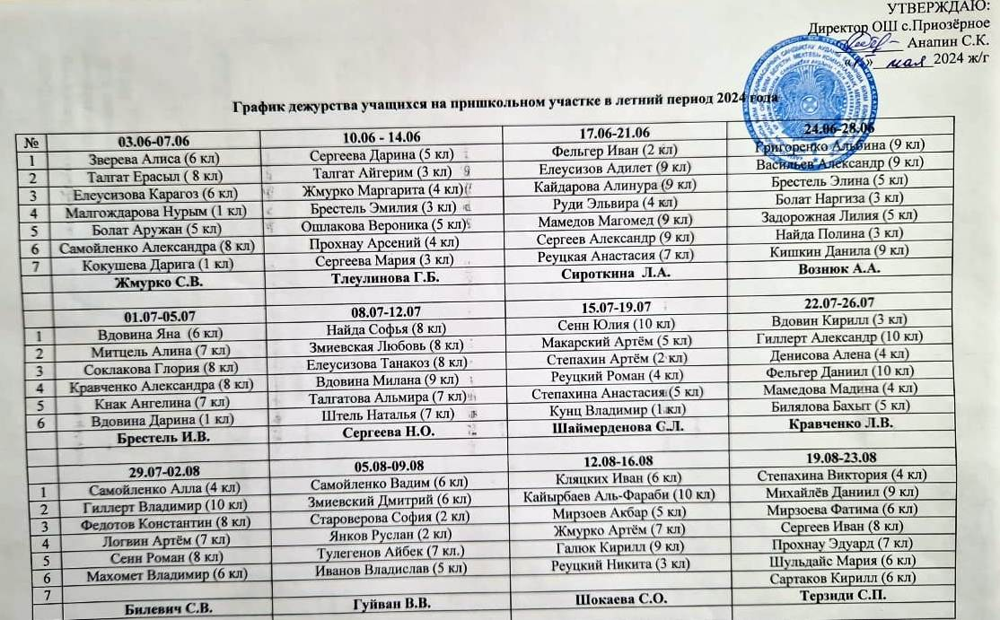 УТВЕРЖДАЮ:
Директор ОШ с.Приозёрное
Анапин С.К.
мая 2024 ж/г
График дежурства учащихся на пришкольном участке в летний период 2024 года
№ 03.06-07.06 10.06 - 14.06 17.06-21.06 24.06-28.06
1 Зверева Алиса (6 кл) Сергеева Дарина (5 кл) Фельгер Иван (2 кл) Григоренко Альбина (9 кл)
2 Талгат Ерасыл ( 8 кл) Талгат Айгерим (3 кл) Елеусизов Адилет (9 кл) Васильев Александр (9 кл)
3 Елеусизова Карагоз (6 кл) Жмурко Маргарита (4 кл) Кайдарова Алинура (9 кл) Брестель Элина (5 кл)
4 Малгождарова Нурым (1 кл) Брестель Эмилия (3 кл) Руди Эльвира (4 кл) Болат Наргиза (3 кл)
5 Болат Аружан (5 кл) Ошлакова Вероника (5 кл) Мамедов Магомед (9 кл) Задорожная Лилия (5 кл)
6 Самойленко Александра (8 кл) Прохнау Арсений (4 кл) Сергеев Александр (9 кл) Найда Полина (3 кл)
7 Кокушева Дарига (1 кл) Сергеева Мария (3 кл) Реуцкая Анастасия (7 кл) Кишкин Данила (9 кл)
Жмурко С.В. Тлеулинова Г.Б. Сироткина Л.А. Вознюк А.А.
01.07-05.07 08.07-12.07 15.07-19.07 22.07-26.07
1 Вдовина Яна (6 кл) Найда Софья (8 кл) Сенн Юлия (10 кл) Вдовин Кирилл (3 кл)
2 Митцель Алина (7 кл) Змиевская Любовь (8 кл) Макарский Артём (5 кл) Гиллерт Александр (10 кл)
3 Соклакова Глория (8 кл) Елеусизова Танакоз (8 кл) Степахин Артём (2 кл) Денисова Алена (4 кл)
4 Кравченко Александра (8 кл) Вдовина Милана (9 кл) Реуцкий Роман (4 кл) Фельгер Даниил (10 кл)
5 Кнак Ангелина (7 кл) Талгатова Альмира (7 кл) Степахина Анастасия (5 кл) Мамедова Мадина (4 кл)
6 Вдовина Дарина (1 кл) Штель Наталья (7 кл) Кунц Владимир (1 кл) Билялова Бахыт (5 кл)
Брестель И.В. Сергеева Н.О. Шаймерденова С.Л. Кравченко Л.В.
29.07-02.08 05.08-09.08 12.08-16.08 19.08-23.08
1 Самойленко Алла (4 кл) Самойленко Вадим (6 кл) Кляцких Иван (6 кл) Степахина Виктория (4 кл)
2 Гиллерт Владимир (10 кл) Змиевский Дмитрий (6 кл) Кайырбаев Аль-Фараби (10 кл) Михайлёв Даниил (9 кл)
3 Федотов Константин (8 кл) Староверова София (2 кл) Мирзоев Акбар (5 кл) Мирзоева Фатима (6 кл)
4 Логвин Артём (7 кл) Янков Руслан (2 кл) Жмурко Артём (7 кл) Сергеев Иван (8 кл)
5 Сенн Роман (8 кл) Тулегенов Айбек (7 кл.) Галюк Кирилл (9 кл) Прохнау Эдуард (7 кл)
6 Махомет Владимир (6 кл) Иванов Владислав (5 кл) Реуцкий Никита (3 кл) Шульдайс Мария (6 кл)
7 Сартаков Кирилл (6 кл)
Билевич С.В. Гуйван В.В. Шокаева С.О. Терзиди С.П.